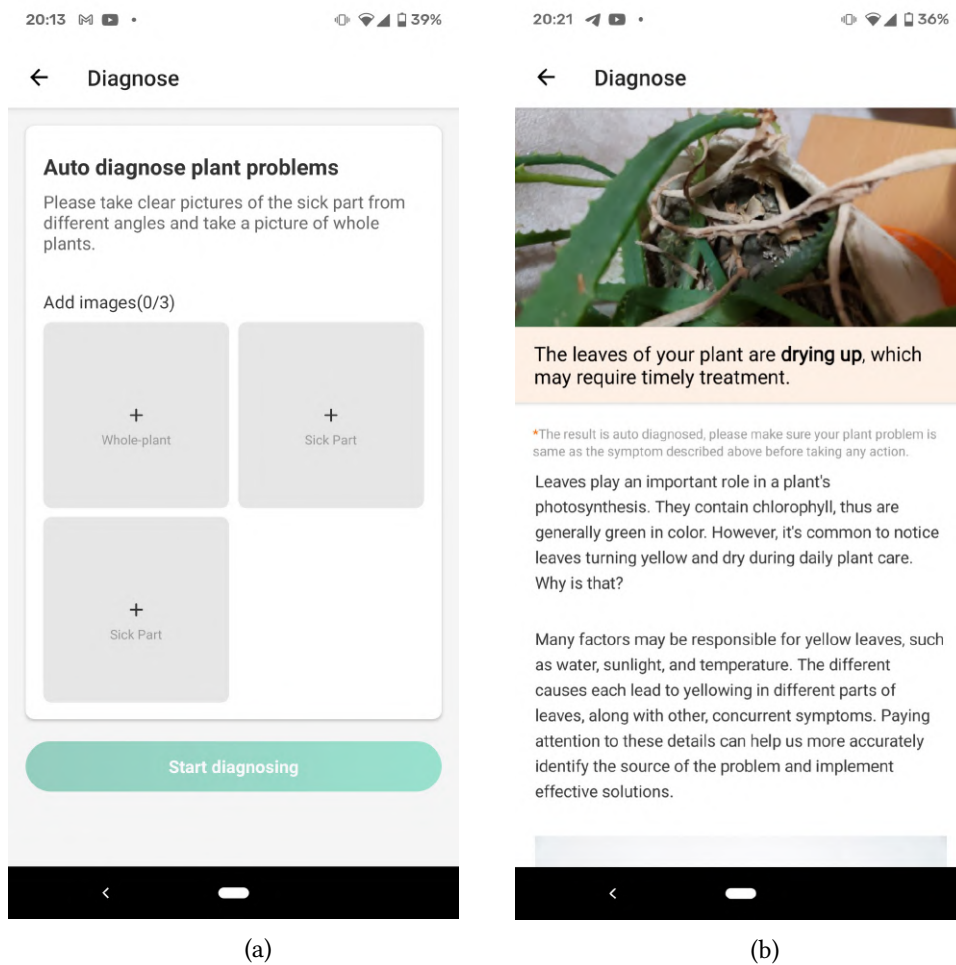 20:13
39%
Diagnose
Auto diagnose plant problems
Please take clear pictures of the sick part from
different angles and take a picture of whole
plants.
Add images(0/3)
+
Whole-plant
+
Sick Part
+
Sick Part
Start diagnosing
(a)
20:21
36%
Diagnose
The leaves of your plant are drying up, which
may require timely treatment.
*The result is auto diagnosed, please make sure your plant problem is
same as the symptom described above before taking any action.
Leaves play an important role in a plant's
photosynthesis. They contain chlorophyll, thus are
generally green in color. However, it's common to notice
leaves turning yellow and dry during daily plant care.
Why is that?
Many factors may be responsible for yellow leaves, such
as water, sunlight, and temperature. The different
causes each lead to yellowing in different parts of
leaves, along with other, concurrent symptoms. Paying
attention to these details can help us more accurately
identify the source of the problem and implement
effective solutions.
(b)